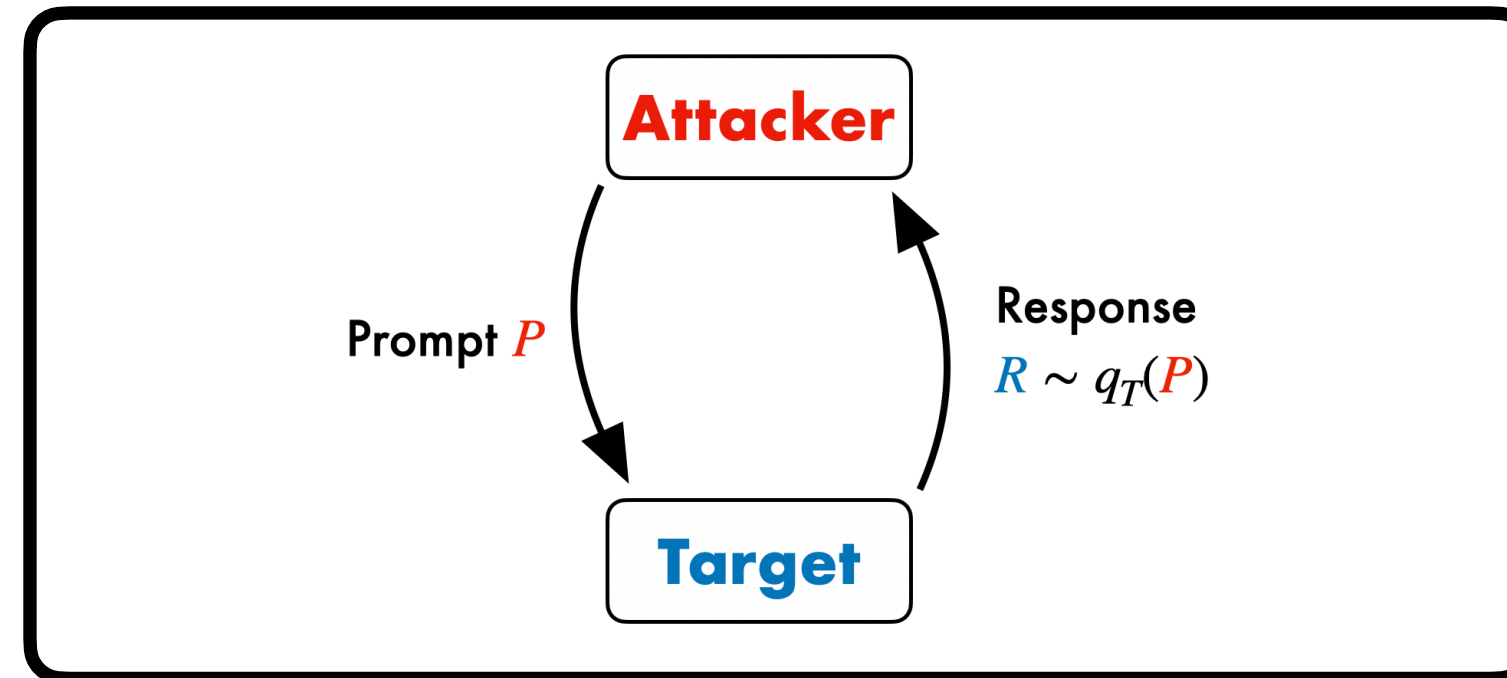 Attacker
Prompt P
Response
R ~ q_T(P)
Target